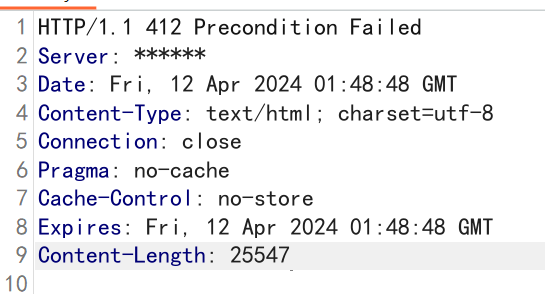 1 HTTP/1.1 412 Precondition Failed
2 Server: ******
3 Date: Fri, 12 Apr 2024 01:48:48 GMT
4 Content-Type: text/html; charset=utf-8
5 Connection: close
6 Pragma: no-cache
7 Cache-Control: no-store
8 Expires: Fri, 12 Apr 2024 01:48:48 GMT
9 Content-Length: 25547
10